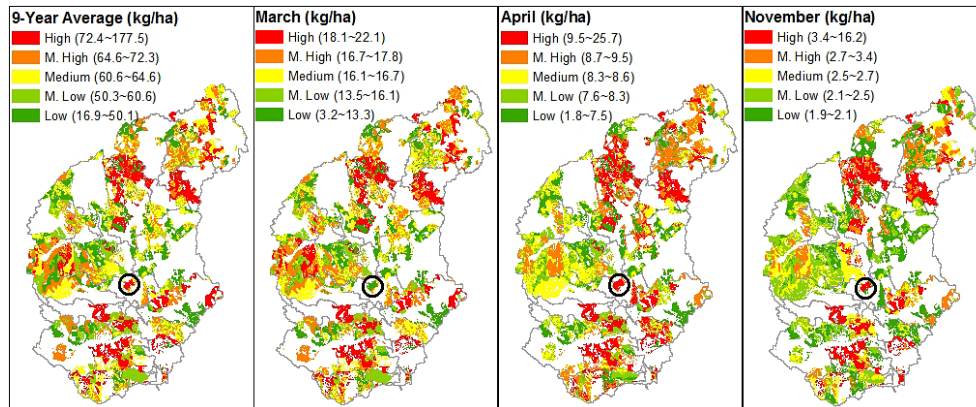 9-Year Average (kg/ha)
High (72.4~177.5)
M. High (64.6~72.3)
Medium (60.6~64.6)
M. Low (50.3~60.6)
Low (16.9~50.1)
March (kg/ha)
High (18.1~22.1)
M. High (16.7~17.8)
Medium (16.1~16.7)
M. Low (13.5~16.1)
Low (3.2~13.3)
April (kg/ha)
High (9.5~25.7)
M. High (8.7~9.5)
Medium (8.3~8.6)
M. Low (7.6~8.3)
Low (1.8~7.5)
November (kg/ha)
High (3.4~16.2)
M. High (2.7~3.4)
Medium (2.5~2.7)
M. Low (2.1~2.5)
Low (1.9~2.1)